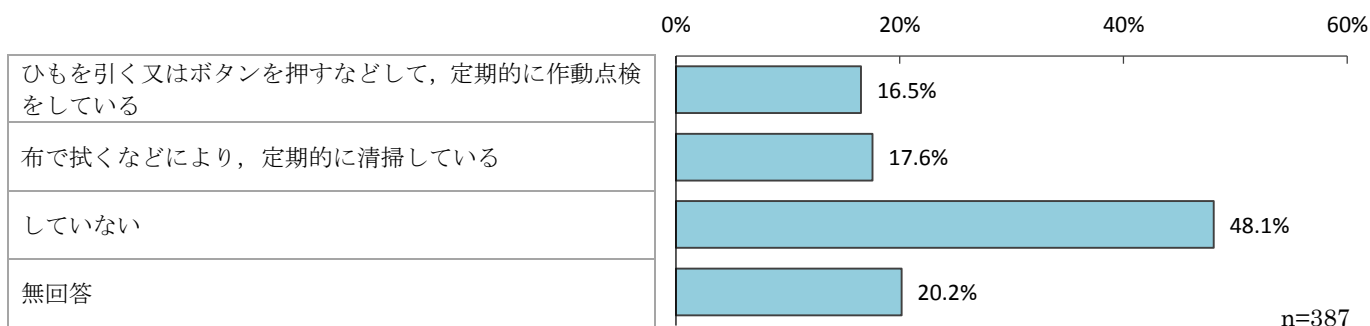 0% 20% 40% 60%
ひもを引く又はボタンを押すなどして，定期的に作動点検
をしている
16.5%
布で拭くなどにより，定期的に清掃している
17.6%
していない
48.1%
無回答
20.2%
n=387